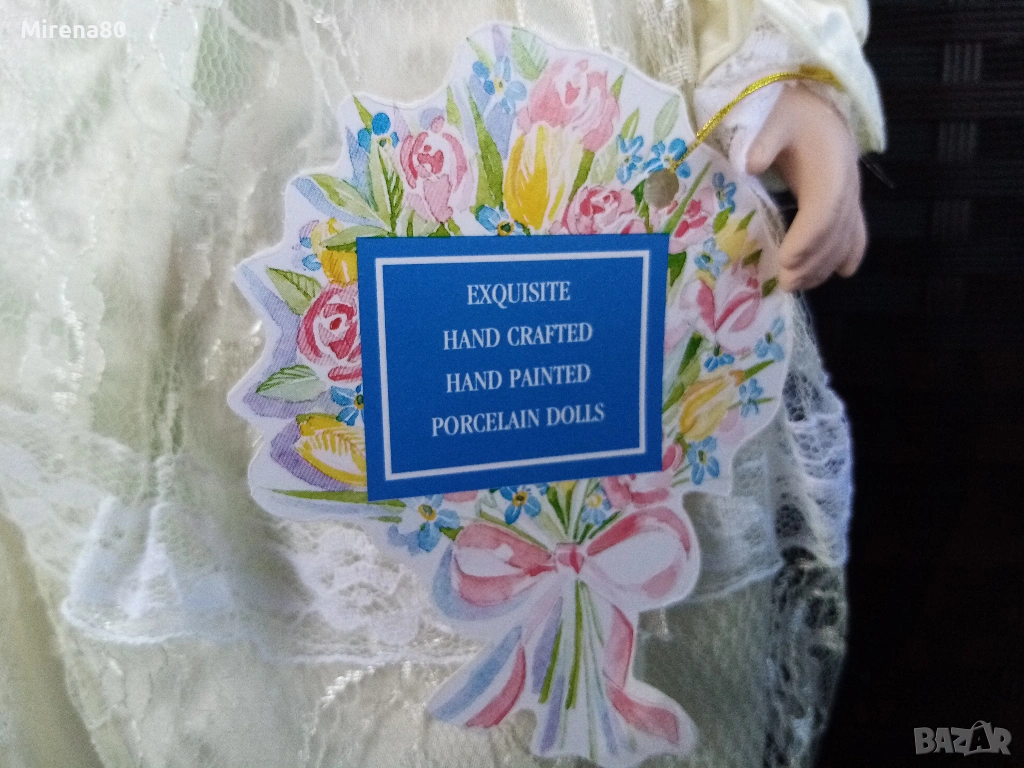 Mirena80
EXQUISITE
HAND CRAFTED
HAND PAINTED
PORCELAIN DOLLS
BAZAR